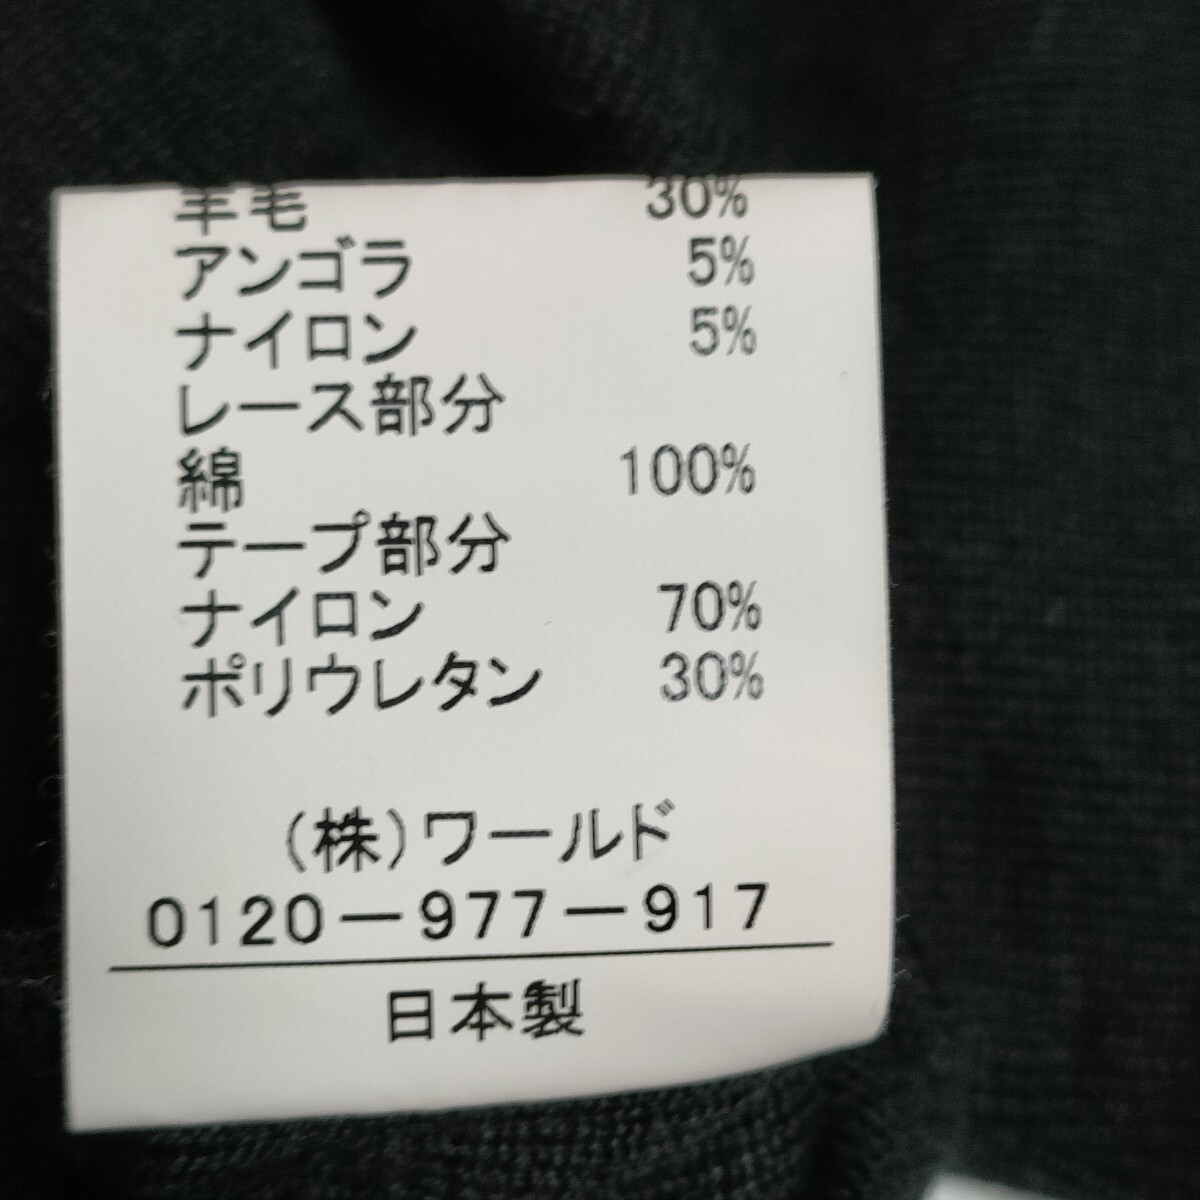 羊毛 30%
アンゴラ 5%
ナイロン 5%
レース部分
綿 100%
テープ部分
ナイロン 70%
ポリウレタン 30%
(株)ワールド
0120-977-917
日本製